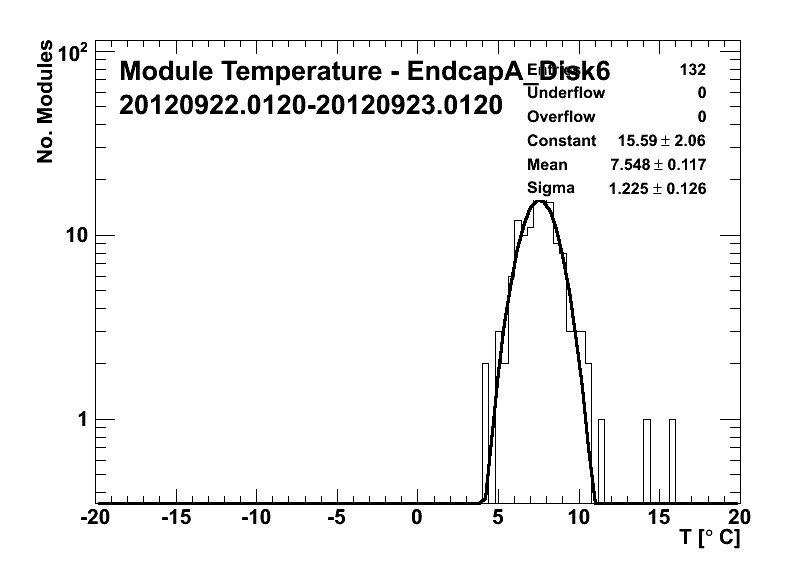 No. Modules
Module Temperature - EndcapA_Disk6
20120922.0120-20120923.0120
Entries 132
Underflow 0
Overflow 0
Constant 15.59 ± 2.06
Mean 7.548 ± 0.117
Sigma 1.225 ± 0.126
10²
10
1
-20 -15 -10 -5 0 5 10 15 20
T [° C]